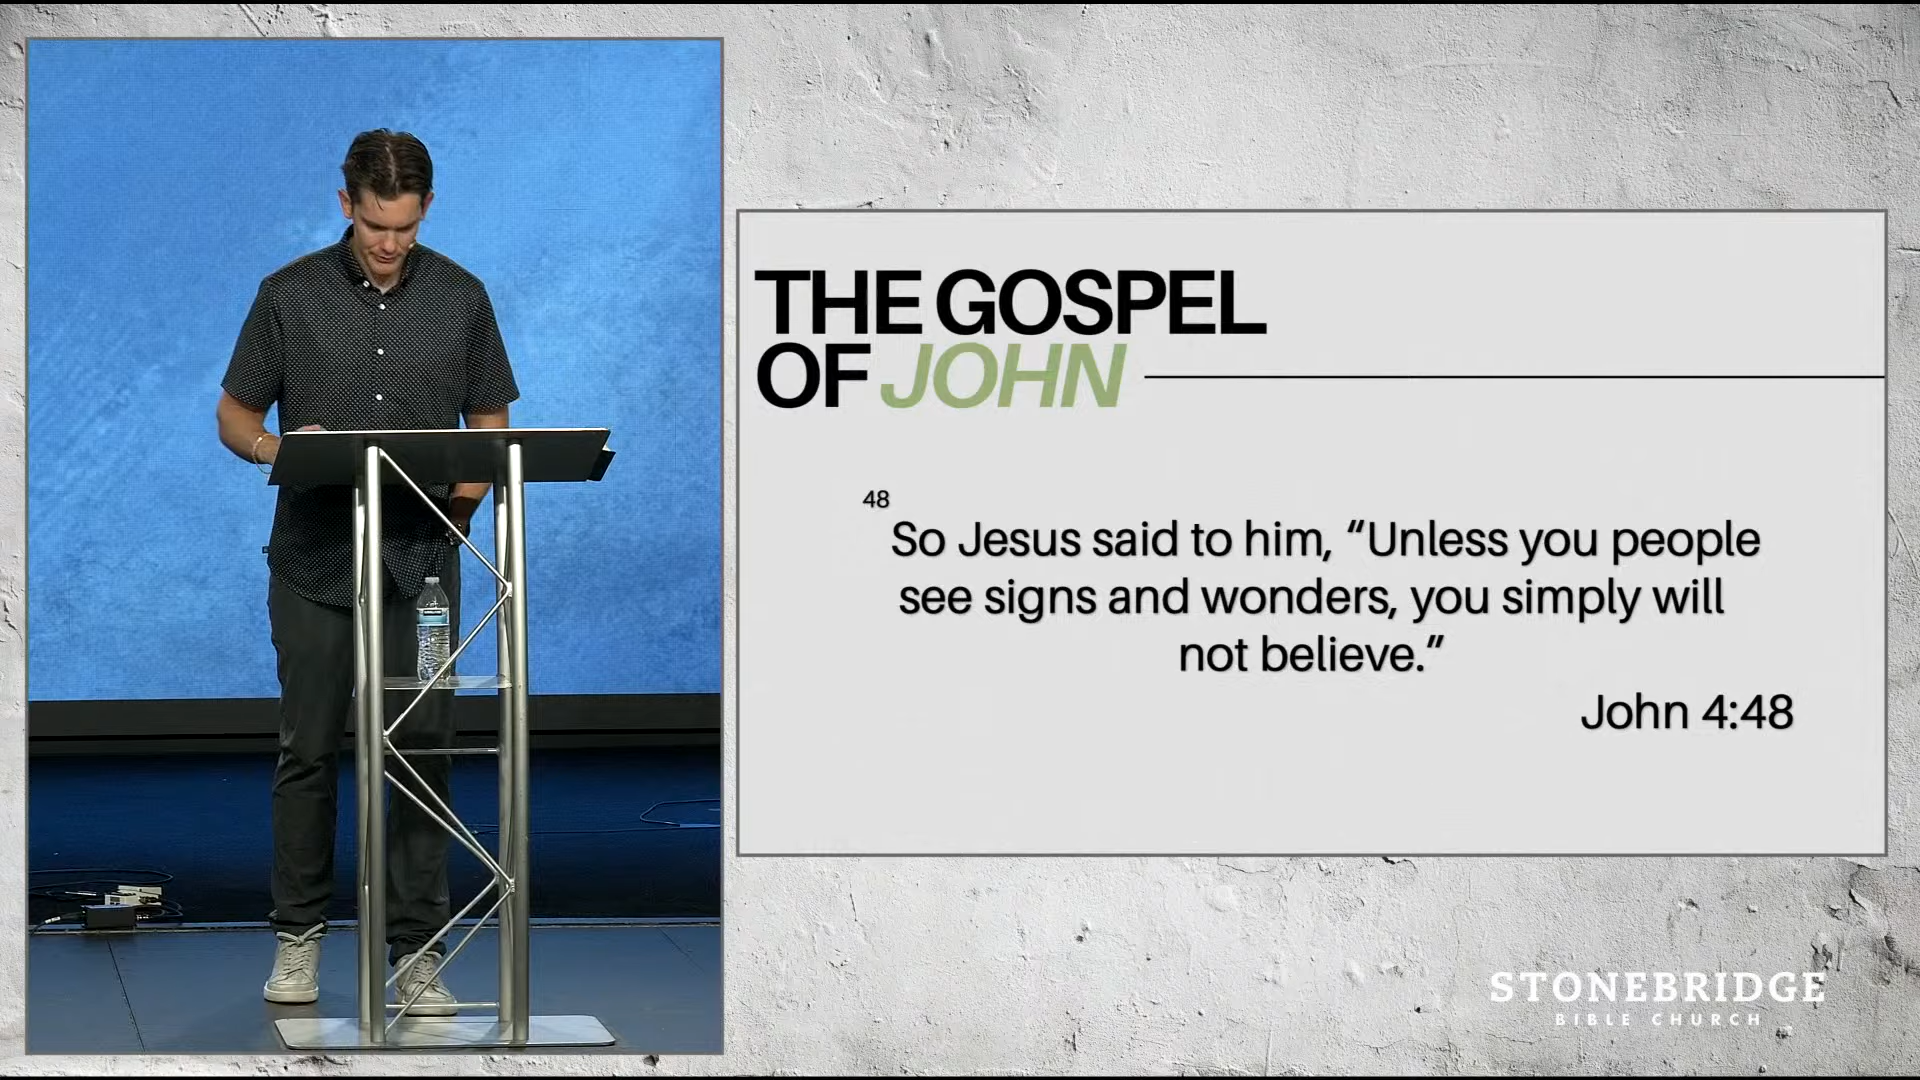 THE GOSPEL
OF JOHN
48
So Jesus said to him, “Unless you people
see signs and wonders, you simply will
not believe.”
John 4:48
STONEBRIDGE
BIBLE CHURCH